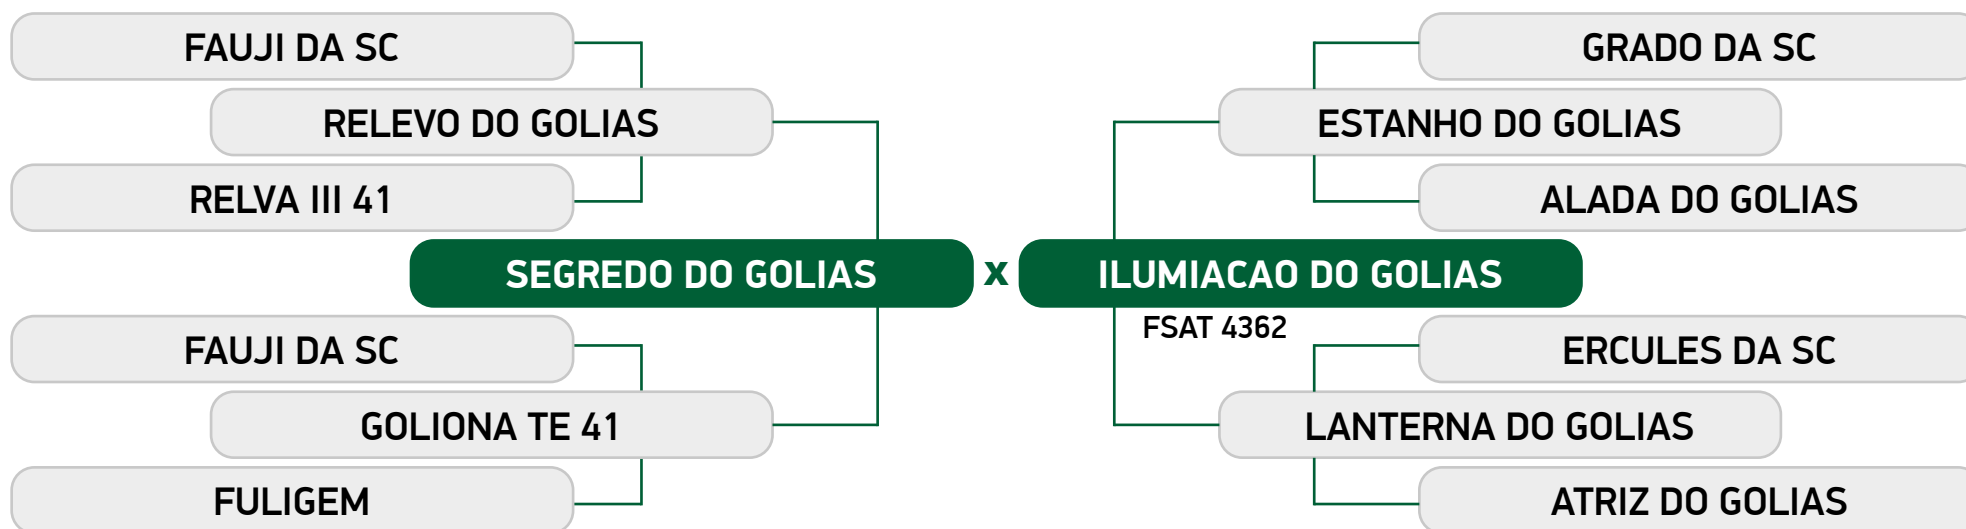 FAUJI DA SC
GRADO DA SC
RELEVO DO GOLIAS
ESTANHO DO GOLIAS
RELVA III 41
ALADA DO GOLIAS
SEGREDO DO GOLIAS x ILUMIACAO DO GOLIAS
FSAT 4362
FAUJI DA SC
ERCULES DA SC
GOLIONA TE 41
LANTERNA DO GOLIAS
FULIGEM
ATRIZ DO GOLIAS